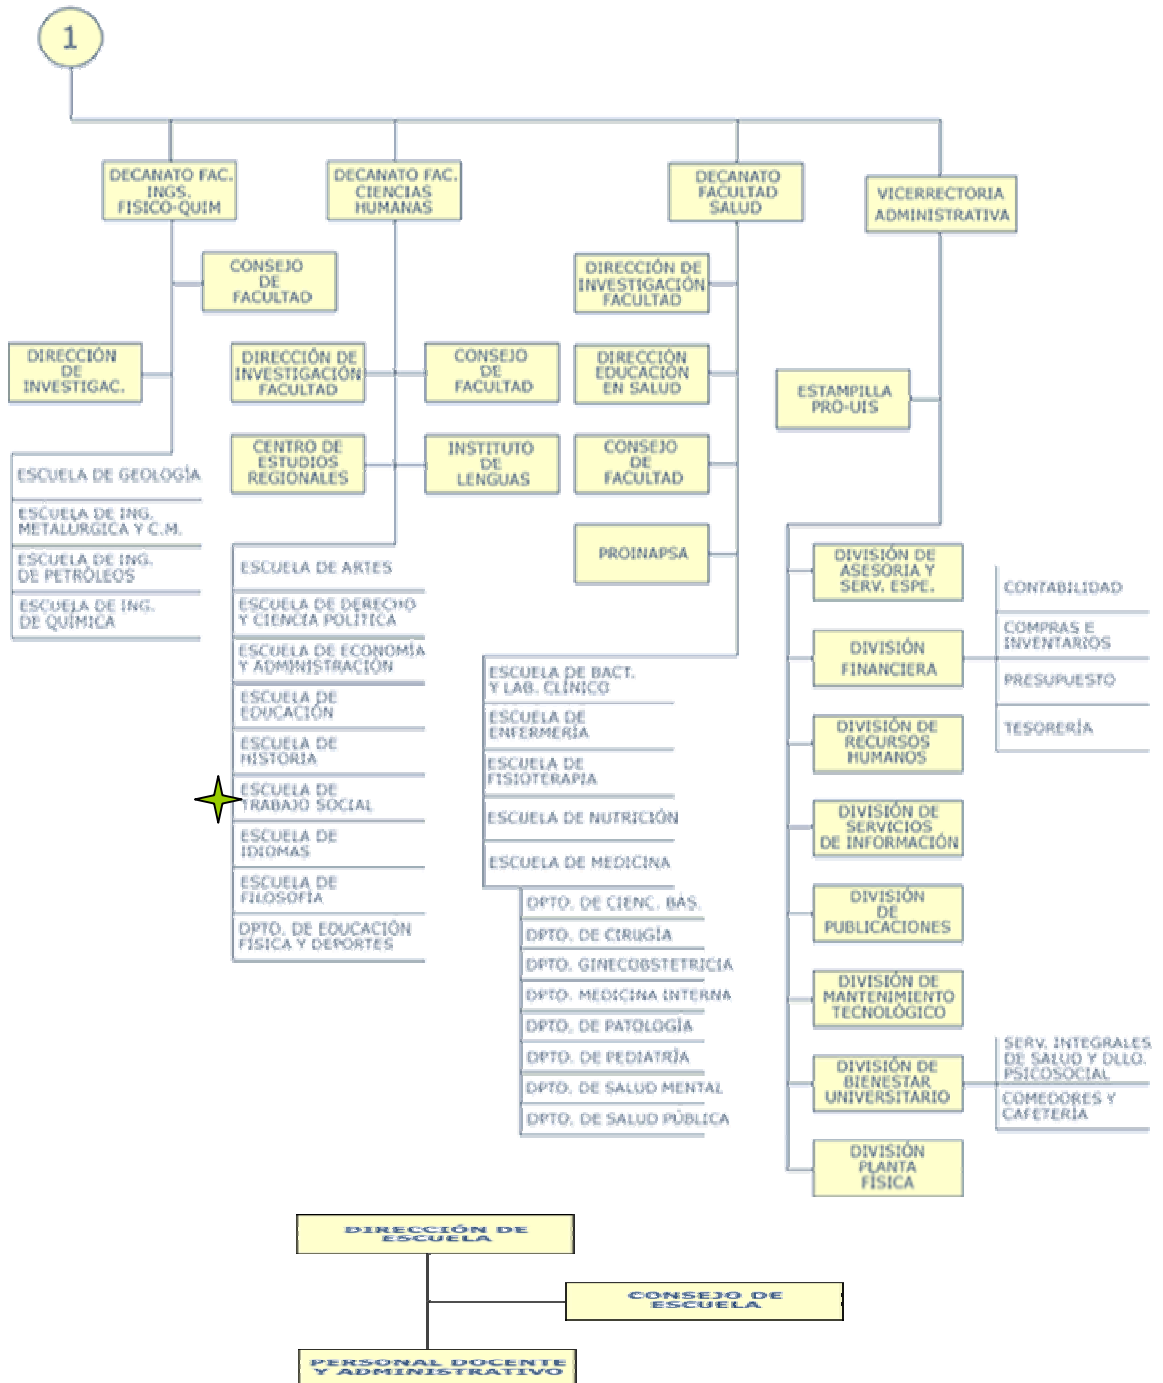 1
DECANATO FAC.
INGS.
FISICO-QUIM
DECANATO FAC.
CIENCIAS
HUMANAS
DECANATO
FACULTAD
SALUD
VICERRECTORIA
ADMINISTRATIVA
CONSEJO
DE
FACULTAD
DIRECCIÓN
DE
INVESTIGAC.
ESCUELA DE GEOLOGÍA
ESCUELA DE ING.
METALÚRGICA Y C.M.
ESCUELA DE ING.
DE PETRÓLEOS
ESCUELA DE ING.
DE QUÍMICA
DIRECCIÓN DE
INVESTIGACIÓN
FACULTAD
CONSEJO
DE
FACULTAD
CENTRO DE
ESTUDIOS
REGIONALES
INSTITUTO
DE
LENGUAS
ESCUELA DE ARTES
ESCUELA DE DERECHO
Y CIENCIA POLÍTICA
ESCUELA DE ECONOMÍA
Y ADMINISTRACIÓN
ESCUELA DE
EDUCACIÓN
ESCUELA DE
HISTORIA
ESCUELA DE
TRABAJO SOCIAL
ESCUELA DE
IDIOMAS
ESCUELA DE
FILOSOFÍA
DPTO. DE EDUCACIÓN
FÍSICA Y DEPORTES
DIRECCIÓN DE
INVESTIGACIÓN
FACULTAD
DIRECCIÓN
EDUCACIÓN
EN SALUD
CONSEJO
DE
FACULTAD
PROINAPSA
ESCUELA DE BACT.
Y LAB. CLÍNICO
ESCUELA DE
ENFERMERÍA
ESCUELA DE
FISIOTERAPIA
ESCUELA DE NUTRICIÓN
ESCUELA DE MEDICINA
DPTO. DE CIENC. BÁS.
DPTO. DE CIRUGÍA
DPTO. GINECOBSTETRICIA
DPTO. MEDICINA INTERNA
DPTO. DE PATOLOGÍA
DPTO. DE PEDIATRÍA
DPTO. DE SALUD MENTAL
DPTO. DE SALUD PÚBLICA
ESTAMPILLA
PRO-UIS
DIVISIÓN DE
ASESORIA Y
SERV. ESPE.
DIVISIÓN
FINANCIERA
CONTABILIDAD
COMPRAS E
INVENTARIOS
PRESUPUESTO
TESORERÍA
DIVISIÓN DE
RECURSOS
HUMANOS
DIVISIÓN DE
SERVICIOS
DE INFORMACIÓN
DIVISIÓN
DE
PUBLICACIONES
DIVISIÓN DE
MANTENIMIENTO
TECNOLÓGICO
DIVISIÓN DE
BIENESTAR
UNIVERSITARIO
SERV. INTEGRALES
DE SALUD Y DLLO.
PSICOSOCIAL
COMEDORES Y
CAFETERÍA
DIVISIÓN
PLANTA
FÍSICA
DIRECCIÓN DE
ESCUELA
CONSEJO DE
ESCUELA
PERSONAL DOCENTE
Y ADMINISTRATIVO